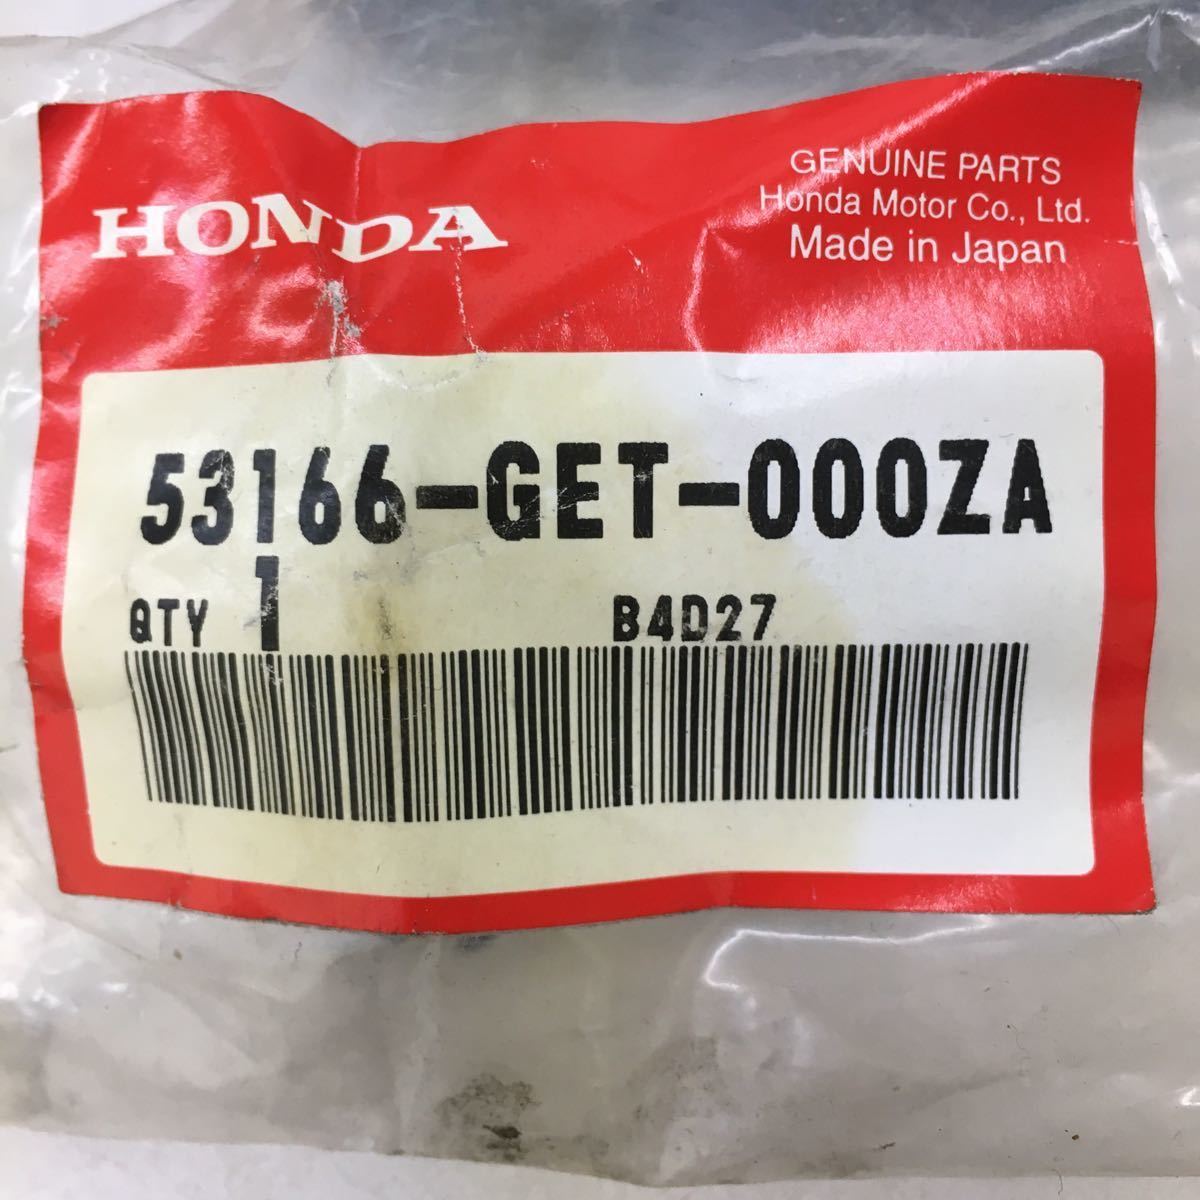 HONDA
GENUINE PARTS
Honda Motor Co., Ltd.
Made in Japan
53166-GET-000ZA
QTY 1 B4D27